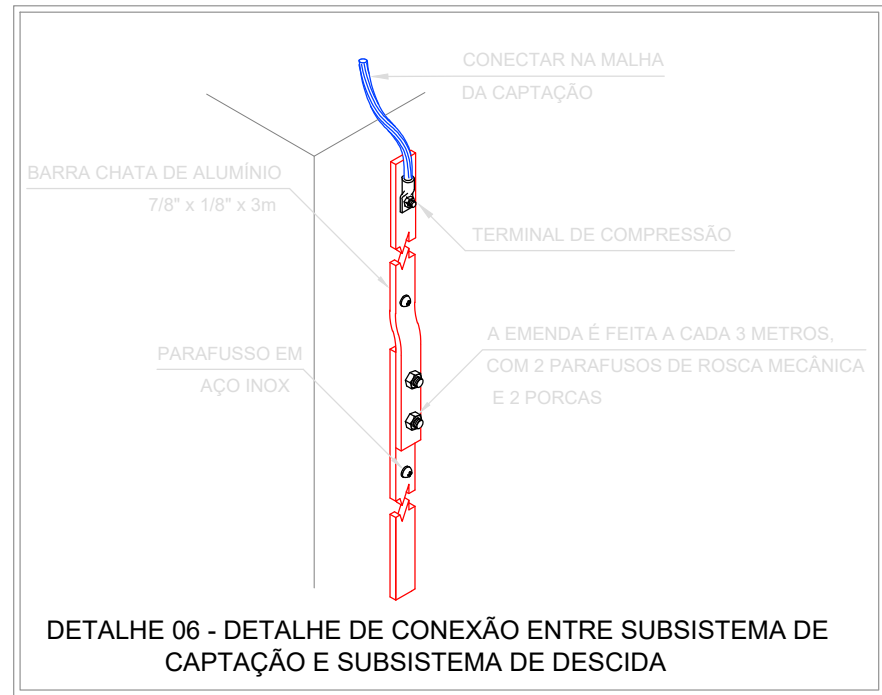 CONECTAR NA MALHA
DA CAPTAÇÃO
BARRA CHATA DE ALUMÍNIO
7/8" x 1/8" x 3m
TERMINAL DE COMPRESSÃO
A EMENDA É FEITA A CADA 3 METROS,
COM 2 PARAFUSOS DE ROSCA MECÂNICA
E 2 PORCAS
PARAFUSSO EM
AÇO INOX
DETALHE 06 - DETALHE DE CONEXÃO ENTRE SUBSISTEMA DE
CAPTAÇÃO E SUBSISTEMA DE DESCIDA